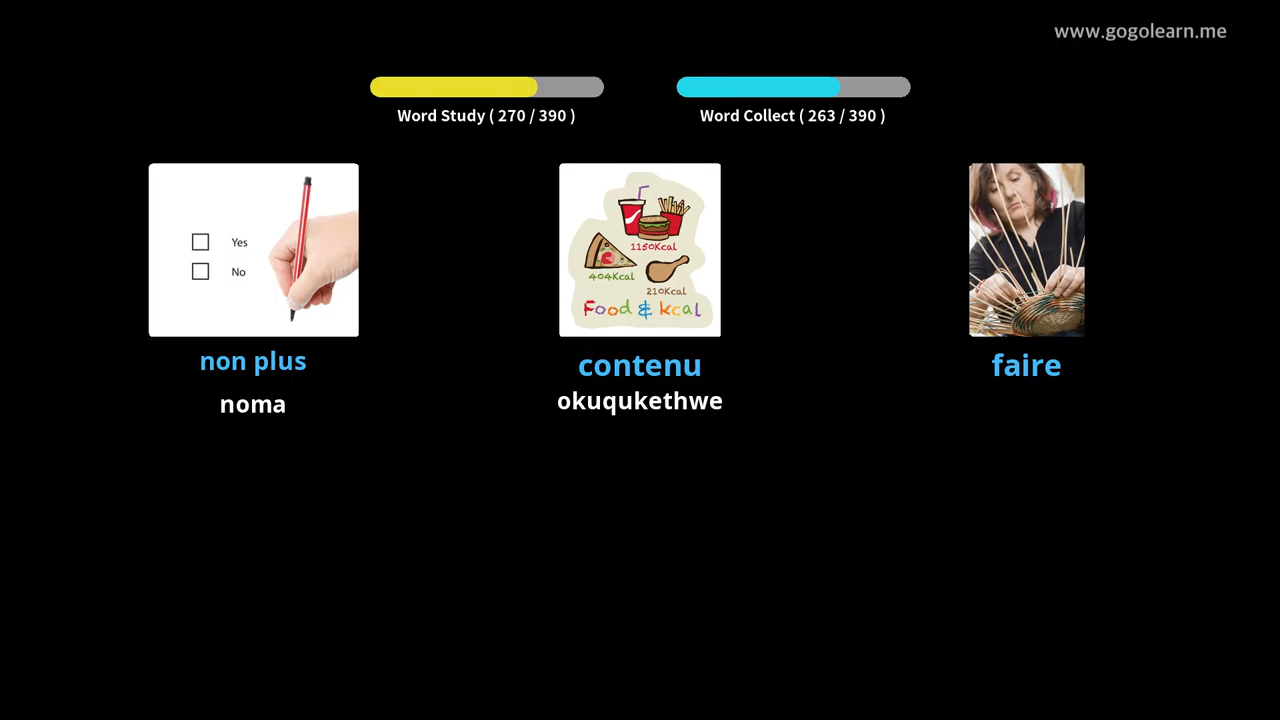 www.gogolearn.me
Word Study ( 270 / 390 )
Word Collect ( 263 / 390 )
Yes
No
1150Kcal
404Kcal
210Kcal
Food & kcal
non plus
contenu
faire
noma
okuqukethwe